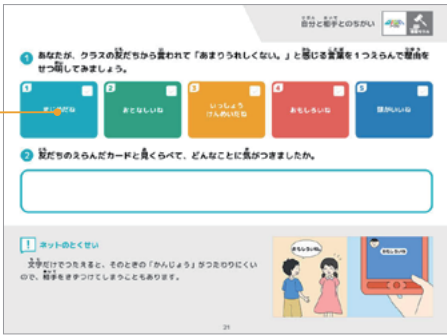 自分と相手とのちがい
1 あなたが、クラスの友だちから言われて「あまりうれしくない。」と感じる言葉を1つえらんで理由を
せつ明してみましょう。
1
まじめだね
2
おとなしいね
3
いっしょう
けんめいだね
4
おもしろいね
5
頭がいいね
2 友だちのえらんだカードと見くらべて、どんなことに気がつきましたか。
! ネットのとくせい
文字だけでつたえると、そのときの「かんじょう」がつたわりにくい
ので、相手をきずつけてしまうこともあります。
おもしろいね。
おもしろいね
21